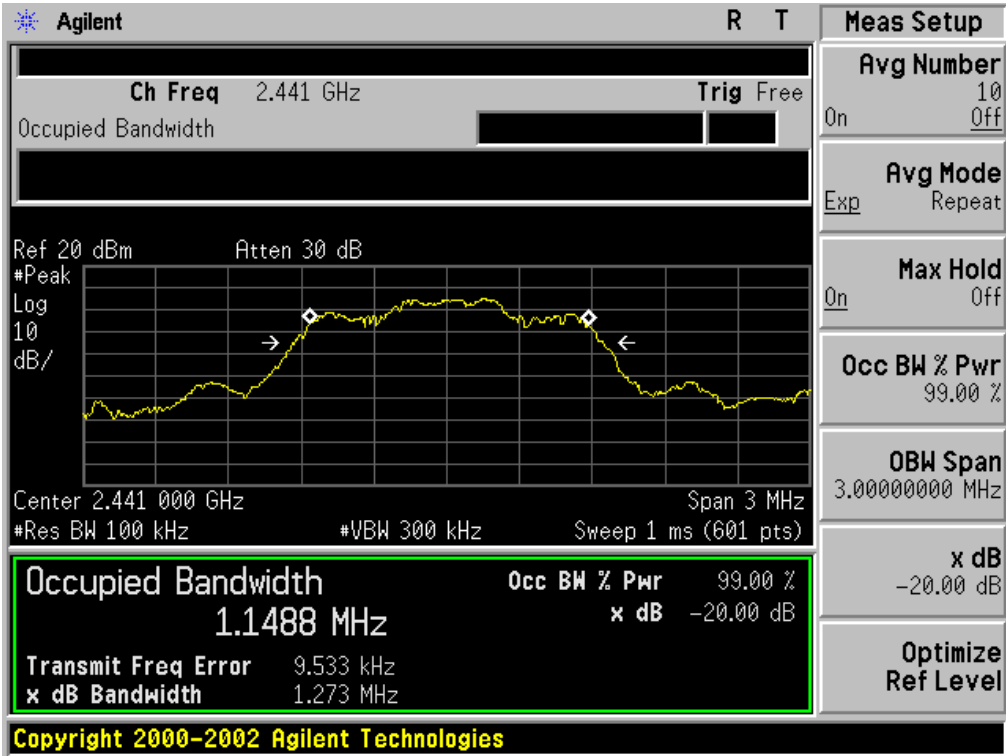 Agilent R T
Ch Freq 2.441 GHz Trig Free
Occupied Bandwidth
Ref 20 dBm Atten 30 dB
#Peak
Log
10
dB/
Center 2.441 000 GHz Span 3 MHz
#Res BW 100 kHz #VBW 300 kHz Sweep 1 ms (601 pts)
Occupied Bandwidth Occ BW % Pwr 99.00 %
1.1488 MHz x dB -20.00 dB
Transmit Freq Error 9.533 kHz
x dB Bandwidth 1.273 MHz
Copyright 2000-2002 Agilent Technologies
Meas Setup
Avg Number
10
On Off
Avg Mode
Exp Repeat
Max Hold
On Off
Occ BW % Pwr
99.00 %
OBW Span
3.00000000 MHz
x dB
-20.00 dB
Optimize
Ref Level